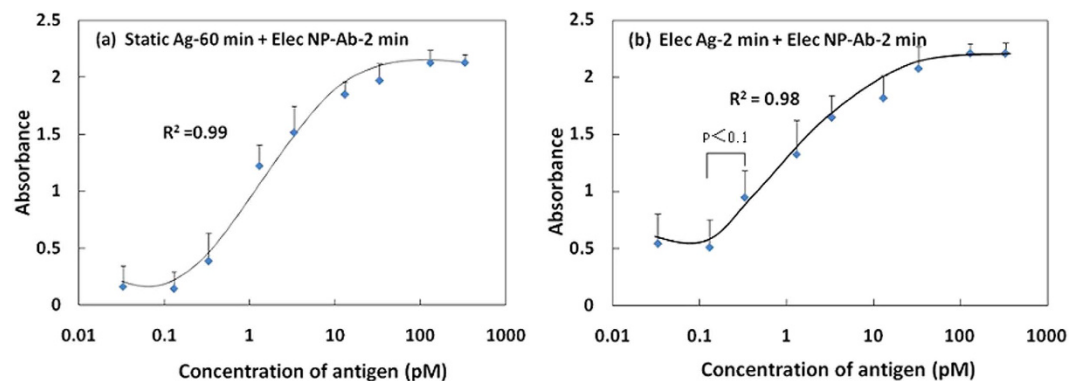 (a) Static Ag-60 min + Elec NP-Ab-2 min
2.5
2
1.5
1
0.5
0
Absorbance
R² =0.99
0.01 0.1 1 10 100 1000
Concentration of antigen (pM)
(b) Elec Ag-2 min + Elec NP-Ab-2 min
2.5
2
1.5
1
0.5
0
Absorbance
R² = 0.98
P<0.1
0.01 0.1 1 10 100 1000
Concentration of antigen (pM)